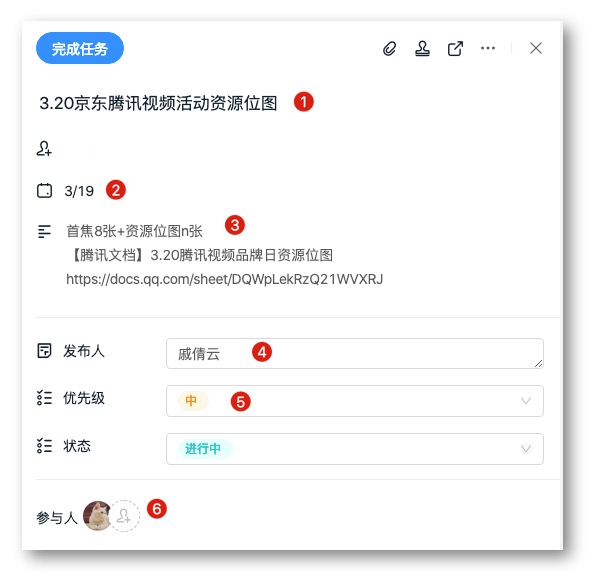 完成任务
3.20京东腾讯视频活动资源位图 1
3/19 2
首焦8张+资源位图n张 3
【腾讯文档】3.20腾讯视频品牌日资源位图
https://docs.qq.com/sheet/DQWpLekRzQ21WVXRJ
发布人 戚倩云 4
优先级 中 5
状态 进行中
参与人 6